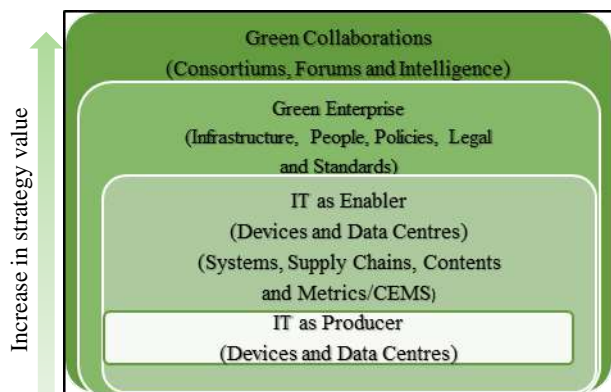 Increase in strategy value
Green Collaborations
(Consortiums, Forums and Intelligence)
Green Enterprise
(Infrastructure, People, Policies, Legal
and Standards)
IT as Enabler
(Devices and Data Centres)
(Systems, Supply Chains, Contents
and Metrics/CEMS)
IT as Producer
(Devices and Data Centres)